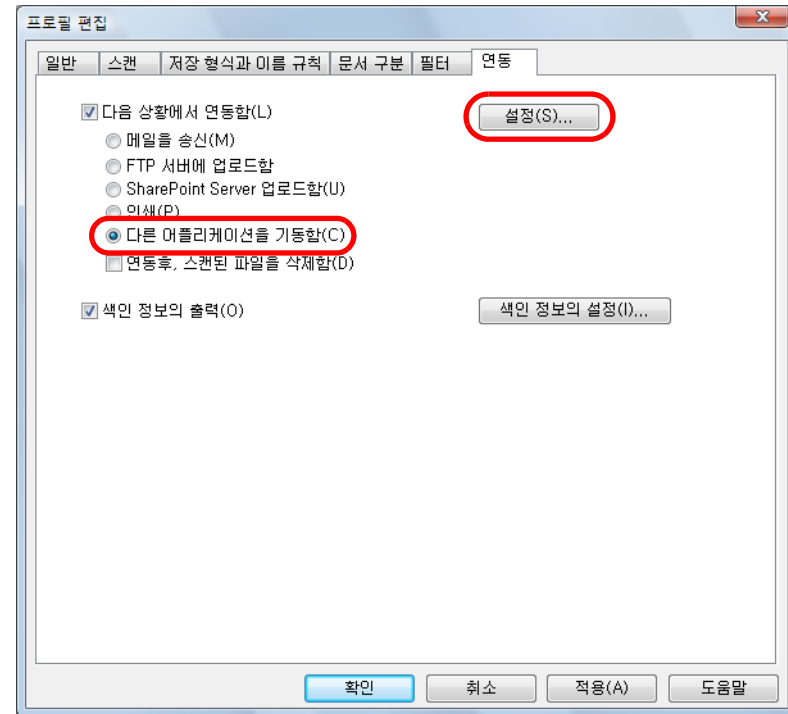 프로필 편집
일반 스캔 저장 형식과 이름 규칙 문서 구분 필터 연동
다음 상황에서 연동함(L) 설정(S)...
메일을 송신(M)
FTP 서버에 업로드함
SharePoint Server 업로드함(U)
인쇄(P)
다른 어플리케이션을 기동함(C)
연동후, 스캔된 파일을 삭제함(D)
색인 정보의 출력(O) 색인 정보의 설정(I)...
확인 취소 적용(A) 도움말